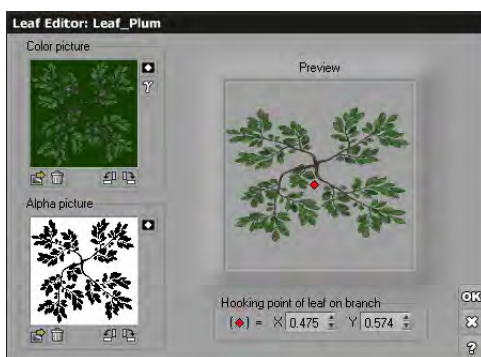 Leaf Editor: Leaf_Plum
Color picture
Preview
Alpha picture
Hooking point of leaf on branch
( ) = X 0.475 Y 0.574
OK
?